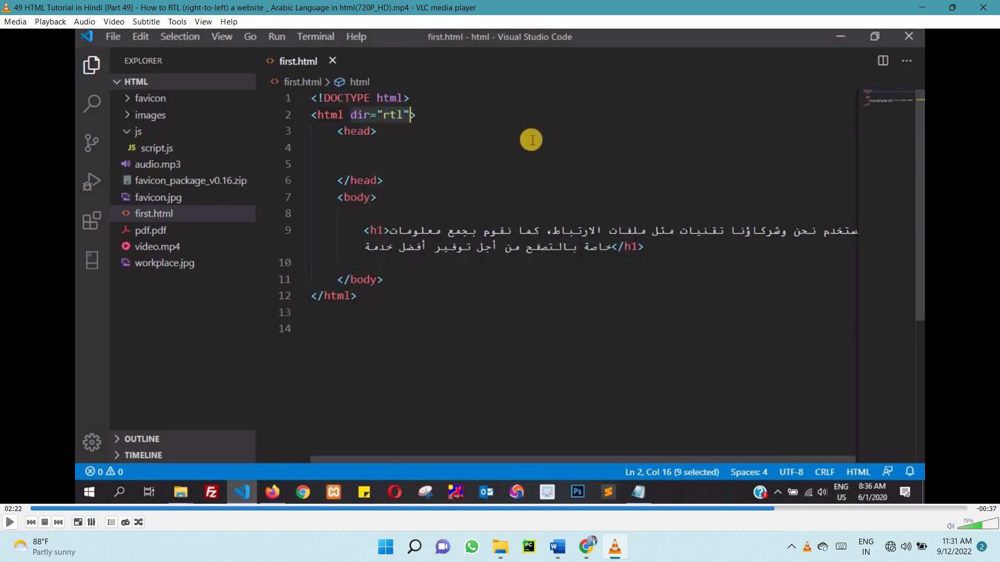 49 HTML Tutorial in Hindi [Part 49] - How to RTL (right-to-left) a website _ Arabic Language in html(720P_HD).mp4 - VLC media player
Media Playback Audio Video Subtitle Tools View Help
File Edit Selection View Go Run Terminal Help first.html - html - Visual Studio Code
EXPLORER
first.html
HTML
first.html > html
favicon
images
js
JS script.js
audio.mp3
favicon_package_v0.16.zip
favicon.jpg
first.html
pdf.pdf
video.mp4
workplace.jpg
1 <!DOCTYPE html>
2 <html dir="rtl">
3 <head>
4
5
6 </head>
7 <body>
8
9 <h1>ستخدم نحن وشركاؤنا تقنيات مثل ملفات الارتباط، كما نقوم بجمع معلومات
خاصة بالتصفح من أجل توفير أفضل خدمة</h1>
10
11 </body>
12 </html>
13
14
OUTLINE
TIMELINE
0 0 Ln 2, Col 16 (9 selected) Spaces: 4 UTF-8 CRLF HTML
Fz Ps ENG US 8:36 AM 6/1/2020
02:22 -00:37
75%
88°F
Partly sunny
PC W ENG IN 11:31 AM 9/12/2022 2